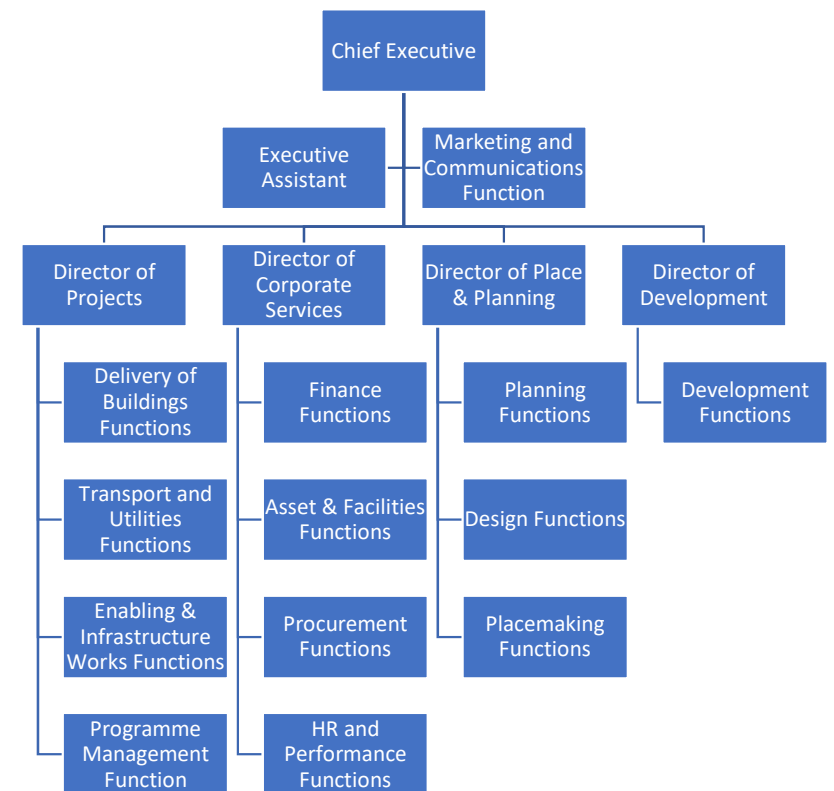 Chief Executive
Executive
Assistant
Marketing and
Communications
Function
Director of
Projects
Director of
Corporate
Services
Director of Place
& Planning
Director of
Development
Delivery of
Buildings
Functions
Finance
Functions
Planning
Functions
Development
Functions
Transport and
Utilities
Functions
Asset & Facilities
Functions
Design Functions
Enabling &
Infrastructure
Works Functions
Procurement
Functions
Placemaking
Functions
Programme
Management
Function
HR and
Performance
Functions